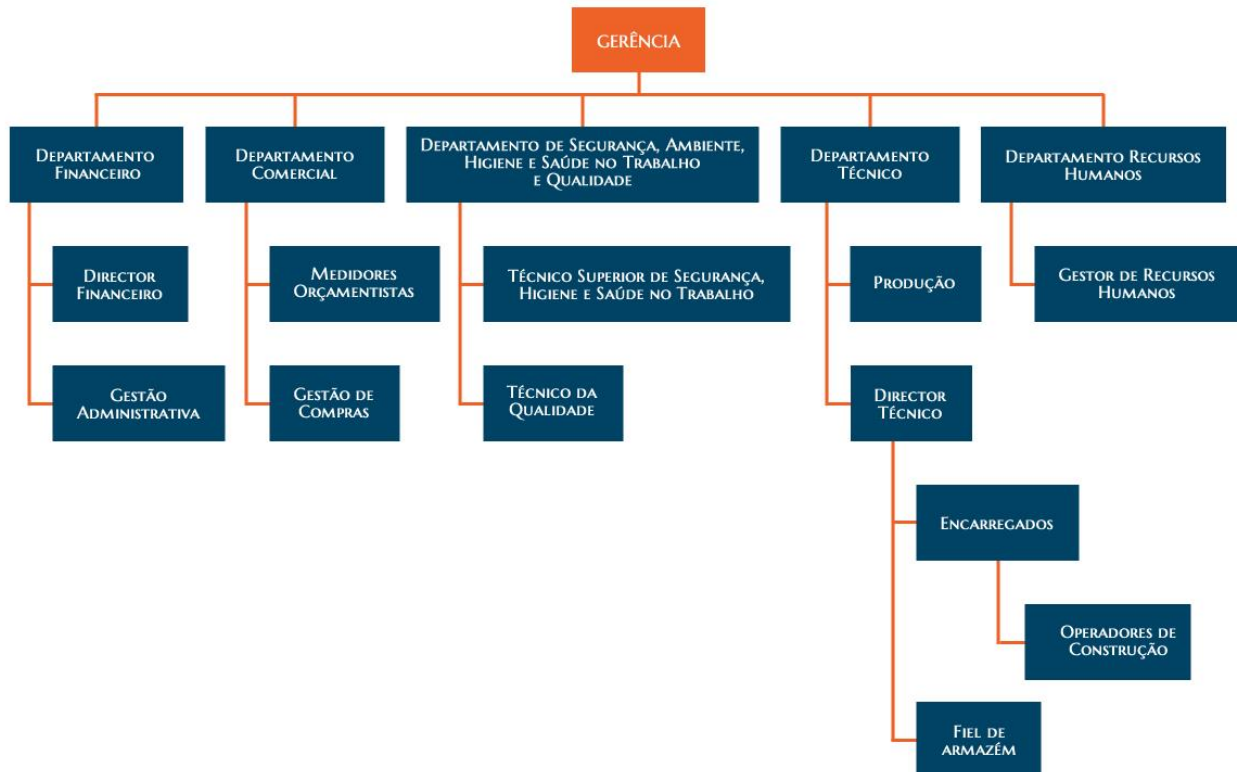 GERÊNCIA
DEPARTAMENTO
FINANCEIRO
DEPARTAMENTO
COMERCIAL
DEPARTAMENTO DE SEGURANÇA, AMBIENTE,
HIGIENE E SAÚDE NO TRABALHO
E QUALIDADE
DEPARTAMENTO
TÉCNICO
DEPARTAMENTO RECURSOS
HUMANOS
DIRECTOR
FINANCEIRO
MEDIDORES
ORÇAMENTISTAS
TÉCNICO SUPERIOR DE SEGURANÇA,
HIGIENE E SAÚDE NO TRABALHO
PRODUÇÃO
GESTOR DE RECURSOS
HUMANOS
GESTÃO
ADMINISTRATIVA
GESTÃO DE
COMPRAS
TÉCNICO DA
QUALIDADE
DIRECTOR
TÉCNICO
ENCARREGADOS
OPERADORES DE
CONSTRUÇÃO
FIEL DE
ARMAZÉM